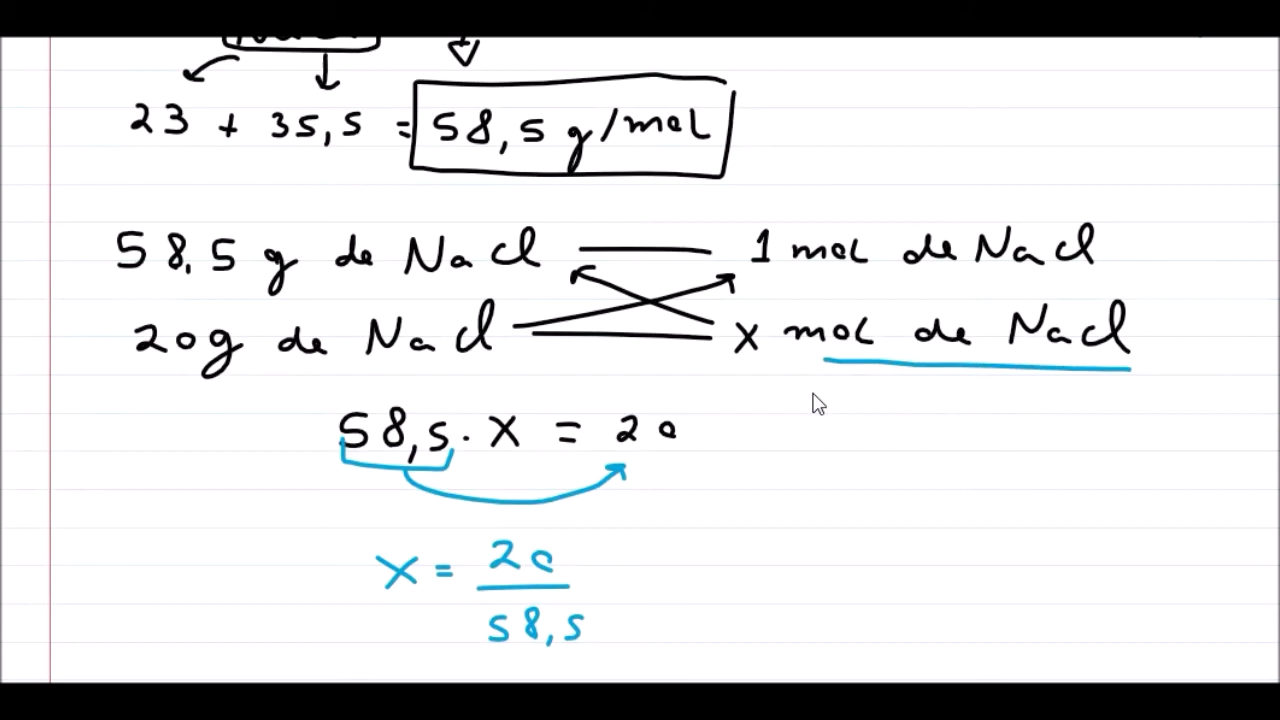 23 + 35,5 = 58,5 g/mol
58,5 g de NaCl 1 mol de NaCl
20g de NaCl x mol de NaCl
58,5 . x = 20
x = 20
58,5